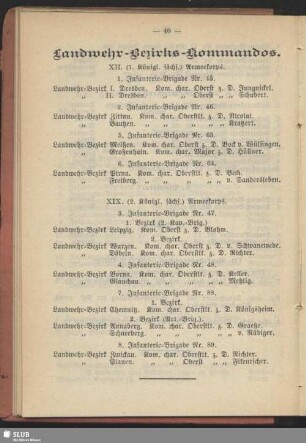 — 46 —
Landwehr-Bezirks-Kommandos.
XII. (1. Königl. sächs.) Armeekorps.
1. Infanterie-Brigade Nr. 45.
Landwehr-Bezirk I. Dresden. Kom. char. Oberst z. D. Jungnickel.
„ II. Dresden. „ „ Oberst „ „ Schubert.
2. Infanterie-Brigade Nr. 46.
Landwehr-Bezirk Zittau. Kom. char. Oberstlt. z. D. Nicolai.
„ Bautzen. „ „ „ „ „
5. Infanterie-Brigade Nr. 63.
Landwehr-Bezirk Meißen. Kom. char. Oberst z. D. Bock v. Wülfingen.
„ Großenhain. Kom. char. Major z. D.
6. Infanterie-Brigade Nr. 64.
Landwehr-Bezirk Pirna. Kom. char. Oberstlt. z. D.
„ Freiberg. „ „ „ „ „ v. Sandersleben.
XIX. (2. Königl. sächs.) Armeekorps.
3. Infanterie-Brigade Nr. 47.
1. Bezirk (2. Kav.-Brig.)
Landwehr-Bezirk Leipzig. Kom. Oberst z. D. Blohm.
2. Bezirk.
Landwehr-Bezirk Wurzen. Kom. char. Oberst z. D. v. Schwanewede.
„ Döbeln. Kom. char. Oberstlt. z. D. Richter.
4. Infanterie-Brigade Nr. 48.
Landwehr-Bezirk Borna. Kom. char. Oberstlt. z. D. Keller.
„ Glauchau. „ „ „ „ „ Mehlig.
7. Infanterie-Brigade Nr. 88.
1. Bezirk.
Landwehr-Bezirk Chemnitz. Kom. char. Oberstlt. z. D. Königsheim.
2. Bezirk (Art.-Brig.).
Landwehr-Bezirk Annaberg. Kom. char. Oberstlt. z. D.
„ Schneeberg. „ „ „ „ „ v. Rüdiger.
8. Infanterie-Brigade Nr. 89.
Landwehr-Bezirk Zwickau. Kom. char. Oberstlt. z. D. Richter.
„ Plauen. „ „ Oberst „ „ Fikentscher.
SLUB